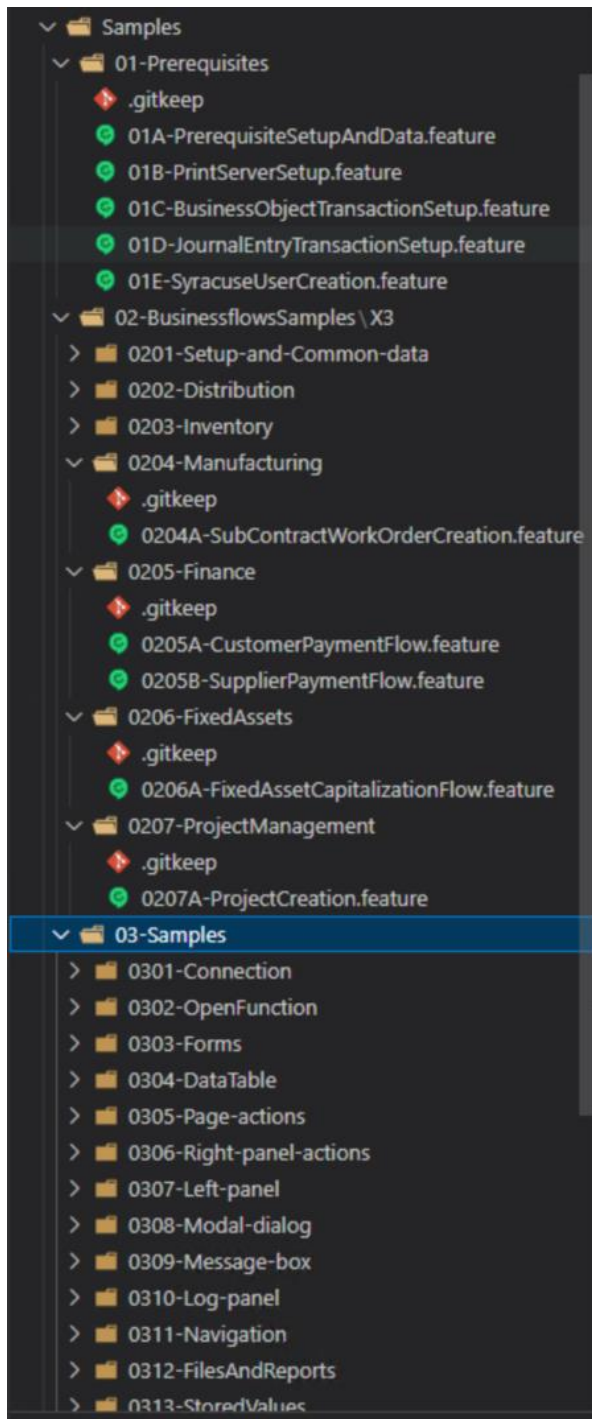 Samples
01-Prerequisites
.gitkeep
01A-PrerequisiteSetupAndData.feature
01B-PrintServerSetup.feature
01C-BusinessObjectTransactionSetup.feature
01D-JournalEntryTransactionSetup.feature
01E-SyracuseUserCreation.feature
02-BusinessflowsSamples\X3
0201-Setup-and-Common-data
0202-Distribution
0203-Inventory
0204-Manufacturing
.gitkeep
0204A-SubContractWorkOrderCreation.feature
0205-Finance
.gitkeep
0205A-CustomerPaymentFlow.feature
0205B-SupplierPaymentFlow.feature
0206-FixedAssets
.gitkeep
0206A-FixedAssetCapitalizationFlow.feature
0207-ProjectManagement
.gitkeep
0207A-ProjectCreation.feature
03-Samples
0301-Connection
0302-OpenFunction
0303-Forms
0304-DataTable
0305-Page-actions
0306-Right-panel-actions
0307-Left-panel
0308-Modal-dialog
0309-Message-box
0310-Log-panel
0311-Navigation
0312-FilesAndReports
0313-StoredValues